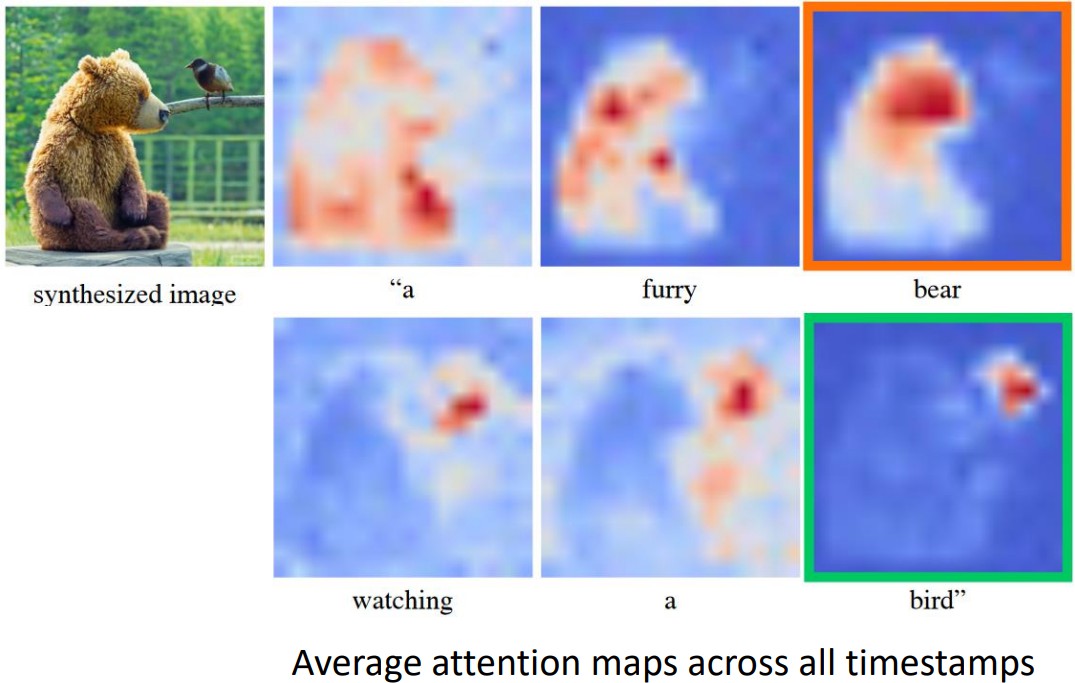 synthesized image
“a
furry
bear
watching
a
bird”
Average attention maps across all timestamps